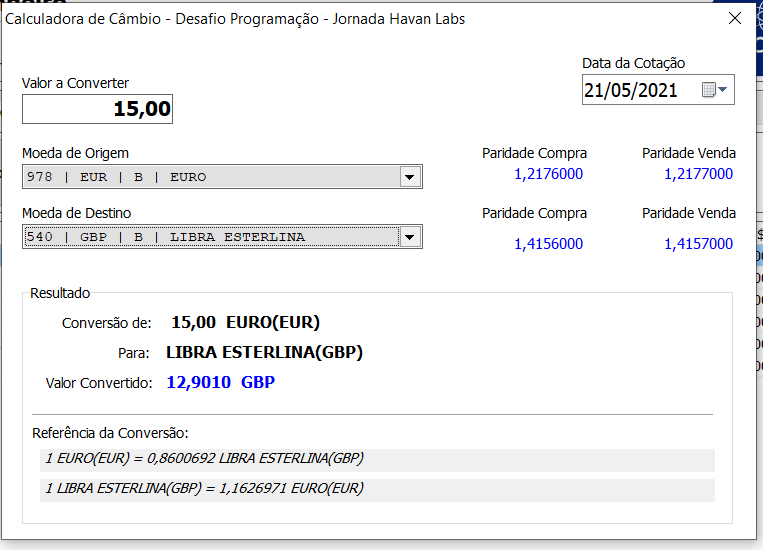 Calculadora de Câmbio - Desafio Programação - Jornada Havan Labs
Data da Cotação
Valor a Converter
21/05/2021
15,00
Moeda de Origem
Paridade Compra
Paridade Venda
978 | EUR | B | EURO
1,2176000
1,2177000
Moeda de Destino
Paridade Compra
Paridade Venda
540 | GBP | B | LIBRA ESTERLINA
1,4156000
1,4157000
Resultado
Conversão de: 15,00 EURO(EUR)
Para: LIBRA ESTERLINA(GBP)
Valor Convertido: 12,9010 GBP
Referência da Conversão:
1 EURO(EUR) = 0,8600692 LIBRA ESTERLINA(GBP)
1 LIBRA ESTERLINA(GBP) = 1,1626971 EURO(EUR)